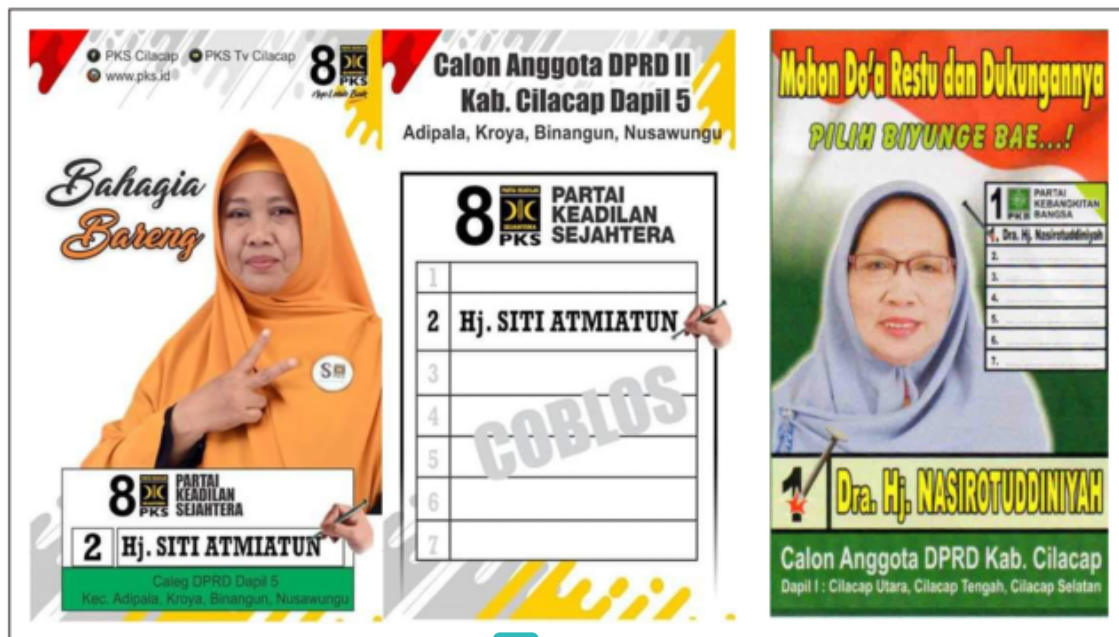 PKS Cilacap PKS Tv Cilacap
www.pks.id
8 PKS
Bahagia
Bareng
8 PKS PARTAI
KEADILAN
SEJAHTERA
2 Hj. SITI ATMIATUN
Caleg DPRD Dapil 5
Kec. Adipala, Kroya, Binangun, Nusawungu
Calon Anggota DPRD II
Kab. Cilacap Dapil 5
Adipala, Kroya, Binangun, Nusawungu
8 PKS PARTAI
KEADILAN
SEJAHTERA
1
2 Hj. SITI ATMIATUN
3
4
5
6
7
COBLOS
Mohon Do'a Restu dan Dukungannya
PILIH BIYUNGE BAE...!
1 PKB PARTAI
KEBANGKITAN
BANGSA
1. Dra. Hj. Nasirotuddiniyah
2.
3.
4.
5.
6.
7.
1 Dra. Hj. NASIROTUDDINIYAH
Calon Anggota DPRD Kab. Cilacap
Dapil I : Cilacap Utara, Cilacap Tengah, Cilacap Selatan